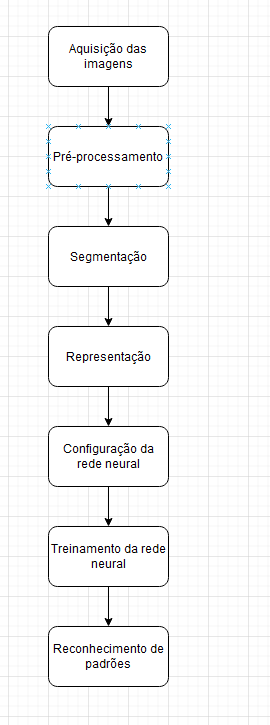 Aquisição das
imagens
Pré-processamento
Segmentação
Representação
Configuração da
rede neural
Treinamento da rede
neural
Reconhecimento de
padrões